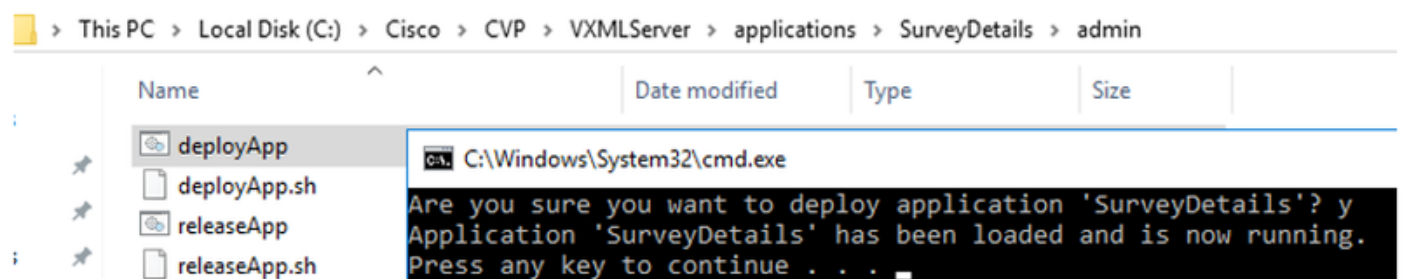 This PC > Local Disk (C:) > Cisco > CVP > VXMLServer > applications > SurveyDetails > admin
Name Date modified Type Size
deployApp
deployApp.sh
releaseApp
releaseApp.sh
C:\Windows\System32\cmd.exe
Are you sure you want to deploy application 'SurveyDetails'? y
Application 'SurveyDetails' has been loaded and is now running.
Press any key to continue . . .